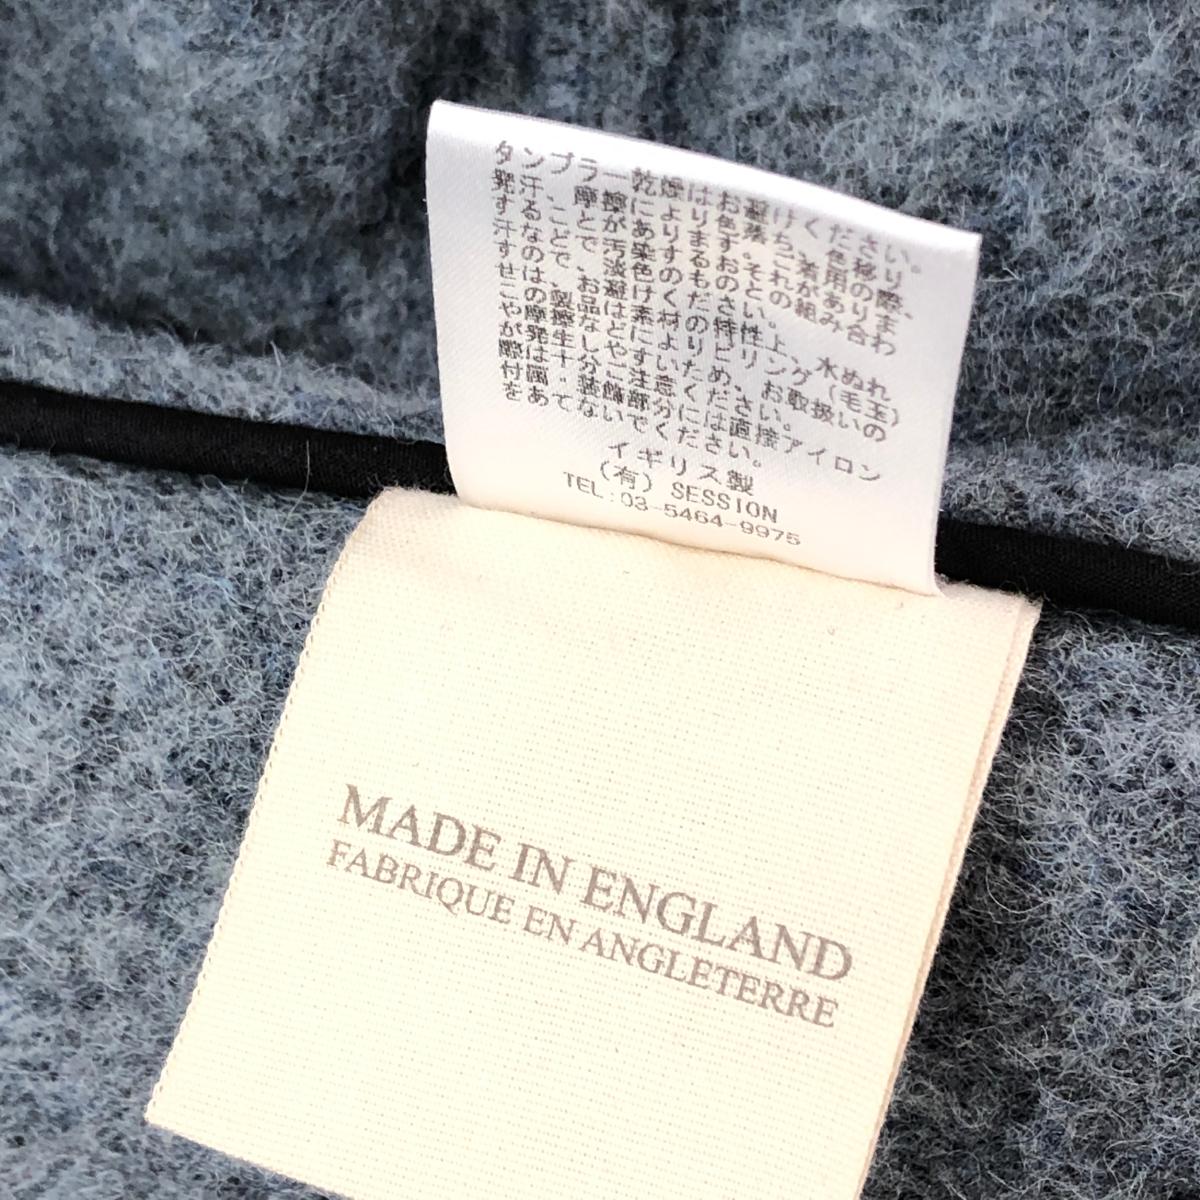 タンブラー乾燥はお避けください。
発汗、摩擦により色落ち、色移り
することがあります。着用の際、
汗などで汚染するおそれがありま
すので、淡色のものとの組み合わ
せは、お避けください。
この製品は素材の特性上、水ぬれ
や摩擦などによりピリング(毛玉)
が発生しやすいため、お取扱いの
際は十分ご注意ください。
付属・装飾部分には直接アイロン
をあてないでください。
イギリス製
(有) SESSION
TEL:03-5464-9975
MADE IN ENGLAND
FABRIQUE EN ANGLETERRE